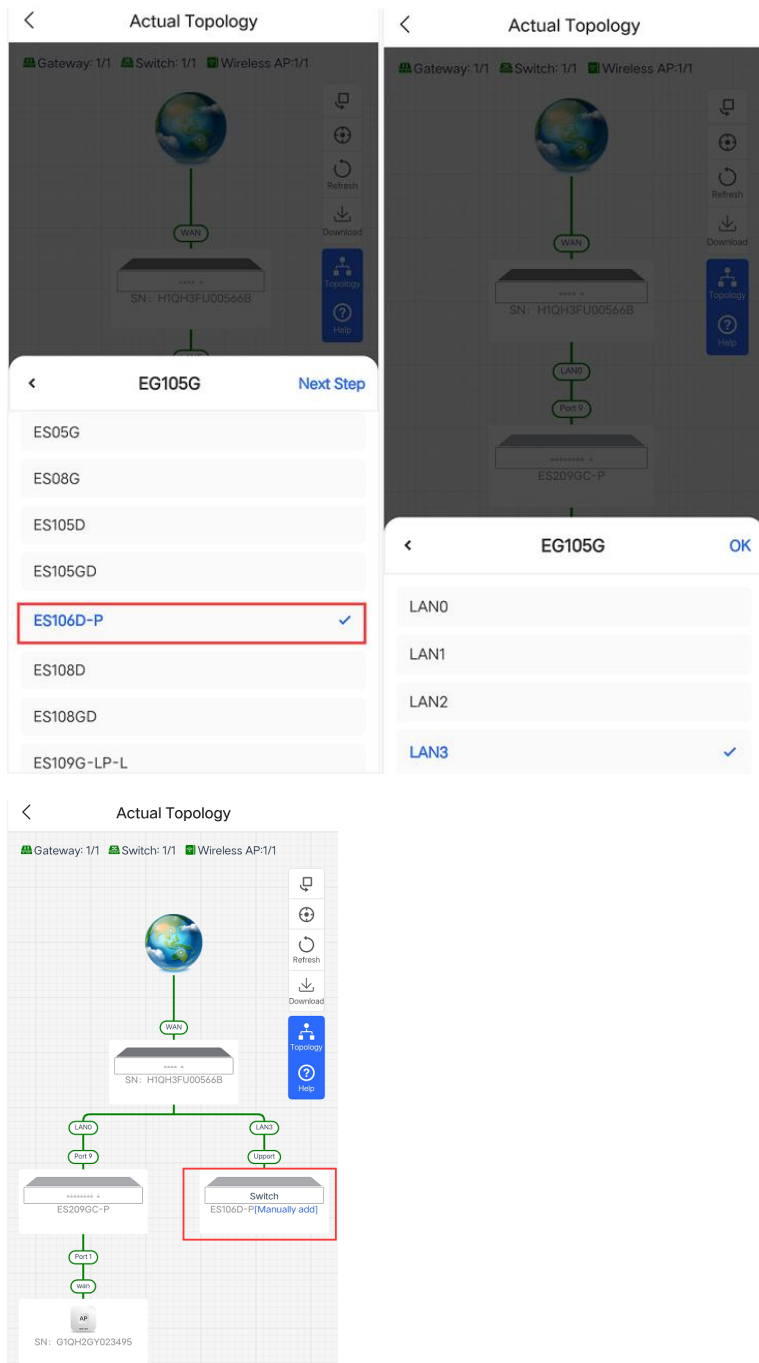 Actual Topology
Gateway: 1/1 Switch: 1/1 Wireless AP:1/1
Refresh
WAN
Download
SN: H1QH3FU00566B
Topology
Help
EG105G Next Step
ES05G
ES08G
ES105D
ES105GD
ES106D-P
ES108D
ES108GD
ES109G-LP-L
Actual Topology
Gateway: 1/1 Switch: 1/1 Wireless AP:1/1
Refresh
WAN
Download
SN: H1QH3FU00566B
Topology
Help
LAN0
Port 9
ES209GC-P
EG105G OK
LAN0
LAN1
LAN2
LAN3
Actual Topology
Gateway: 1/1 Switch: 1/1 Wireless AP:1/1
Refresh
Download
WAN
Topology
SN: H1QH3FU00566B
Help
LAN0 LAN3
Port 9 Upport
Switch
ES209GC-P ES106D-P[Manually add]
Port 1
wan
AP
SN: G1QH2GY023495